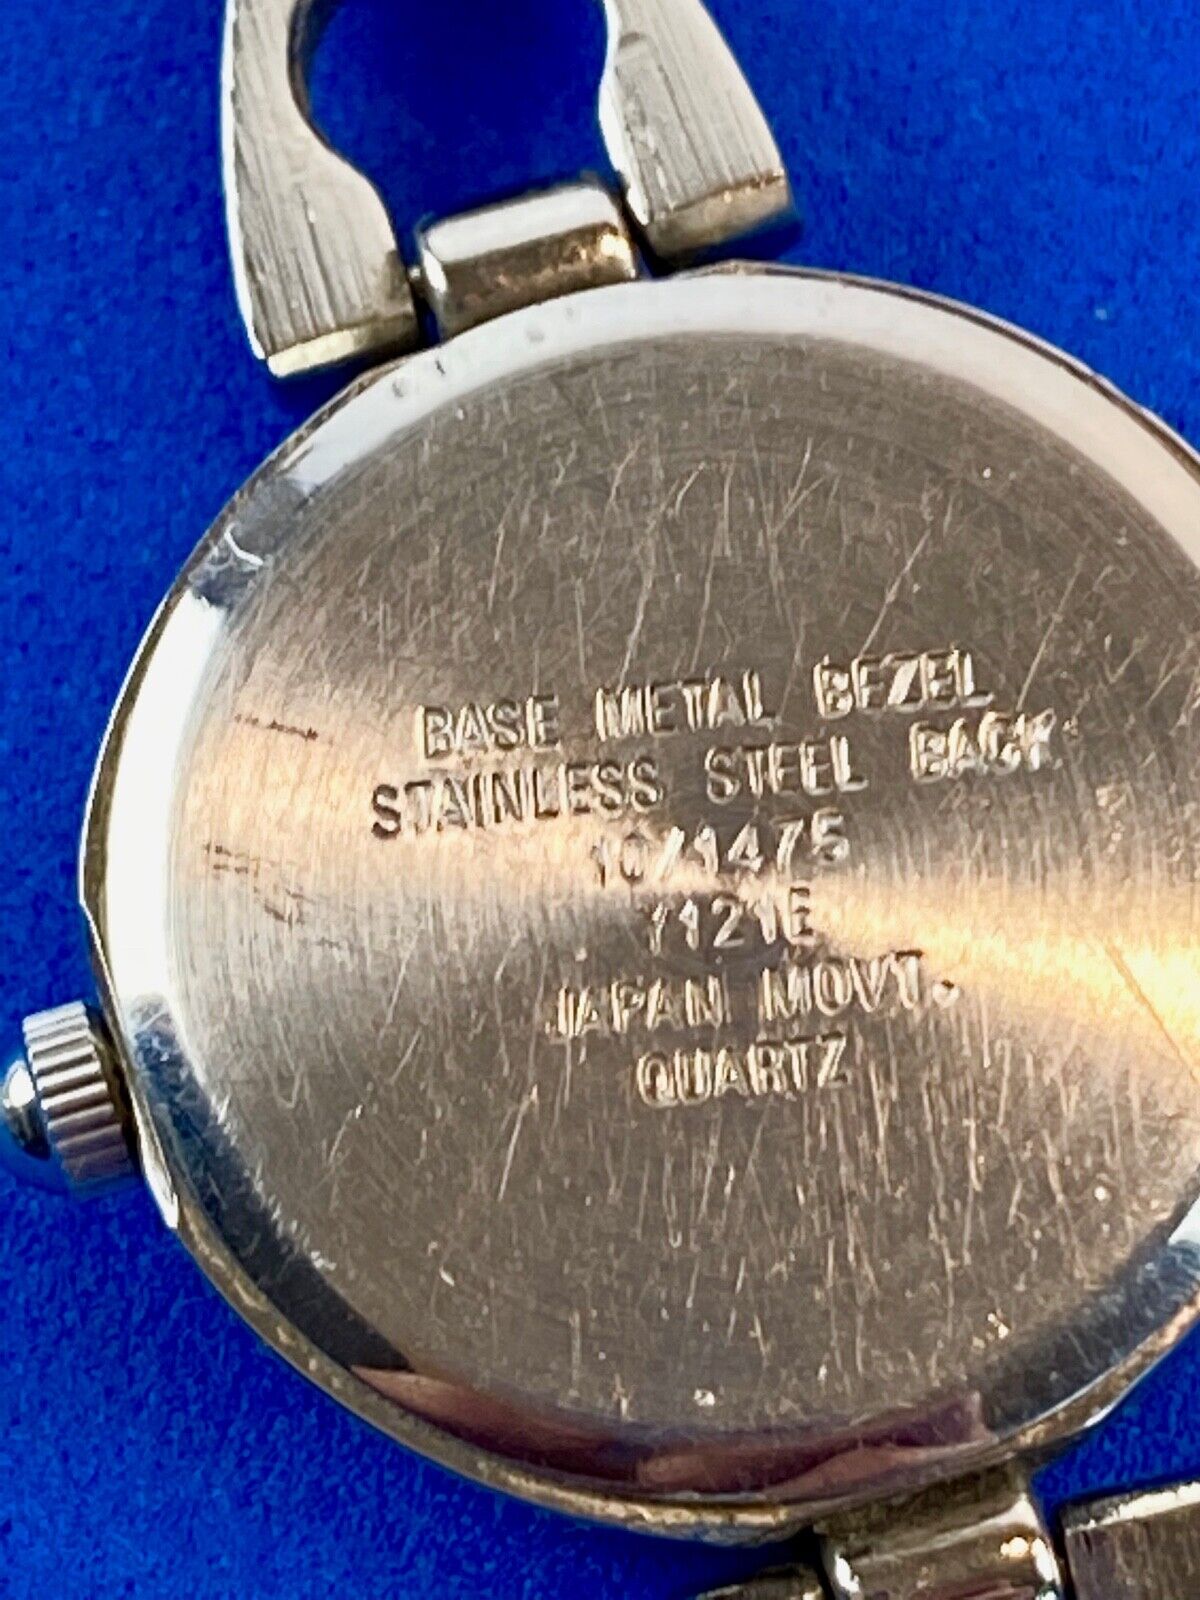 BASE METAL BEZEL
STAINLESS STEEL BACK
10/1475
Y121E
JAPAN MOVT.
QUARTZ